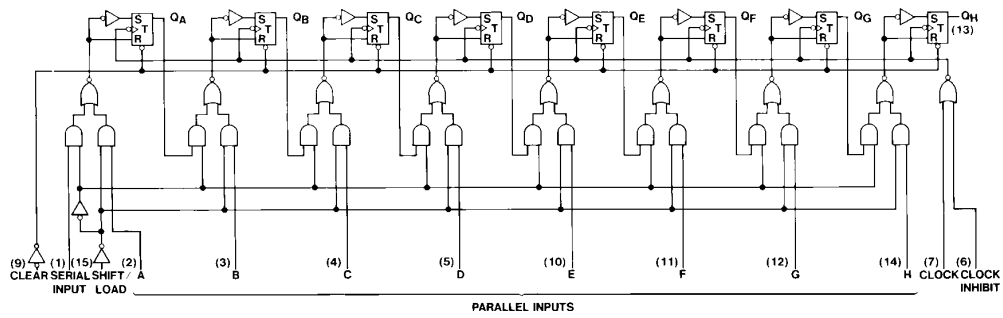 S QA S QB S QC S QD S QE S QF S QG S QH
T T T T T T T T (13)
R R R R R R R R
(9) (1) (15) (2) (3) (4) (5) (10) (11) (12) (14) (7) (6)
CLEAR SERIAL SHIFT/ A B C D E F G H CLOCK CLOCK
INPUT LOAD INHIBIT
PARALLEL INPUTS